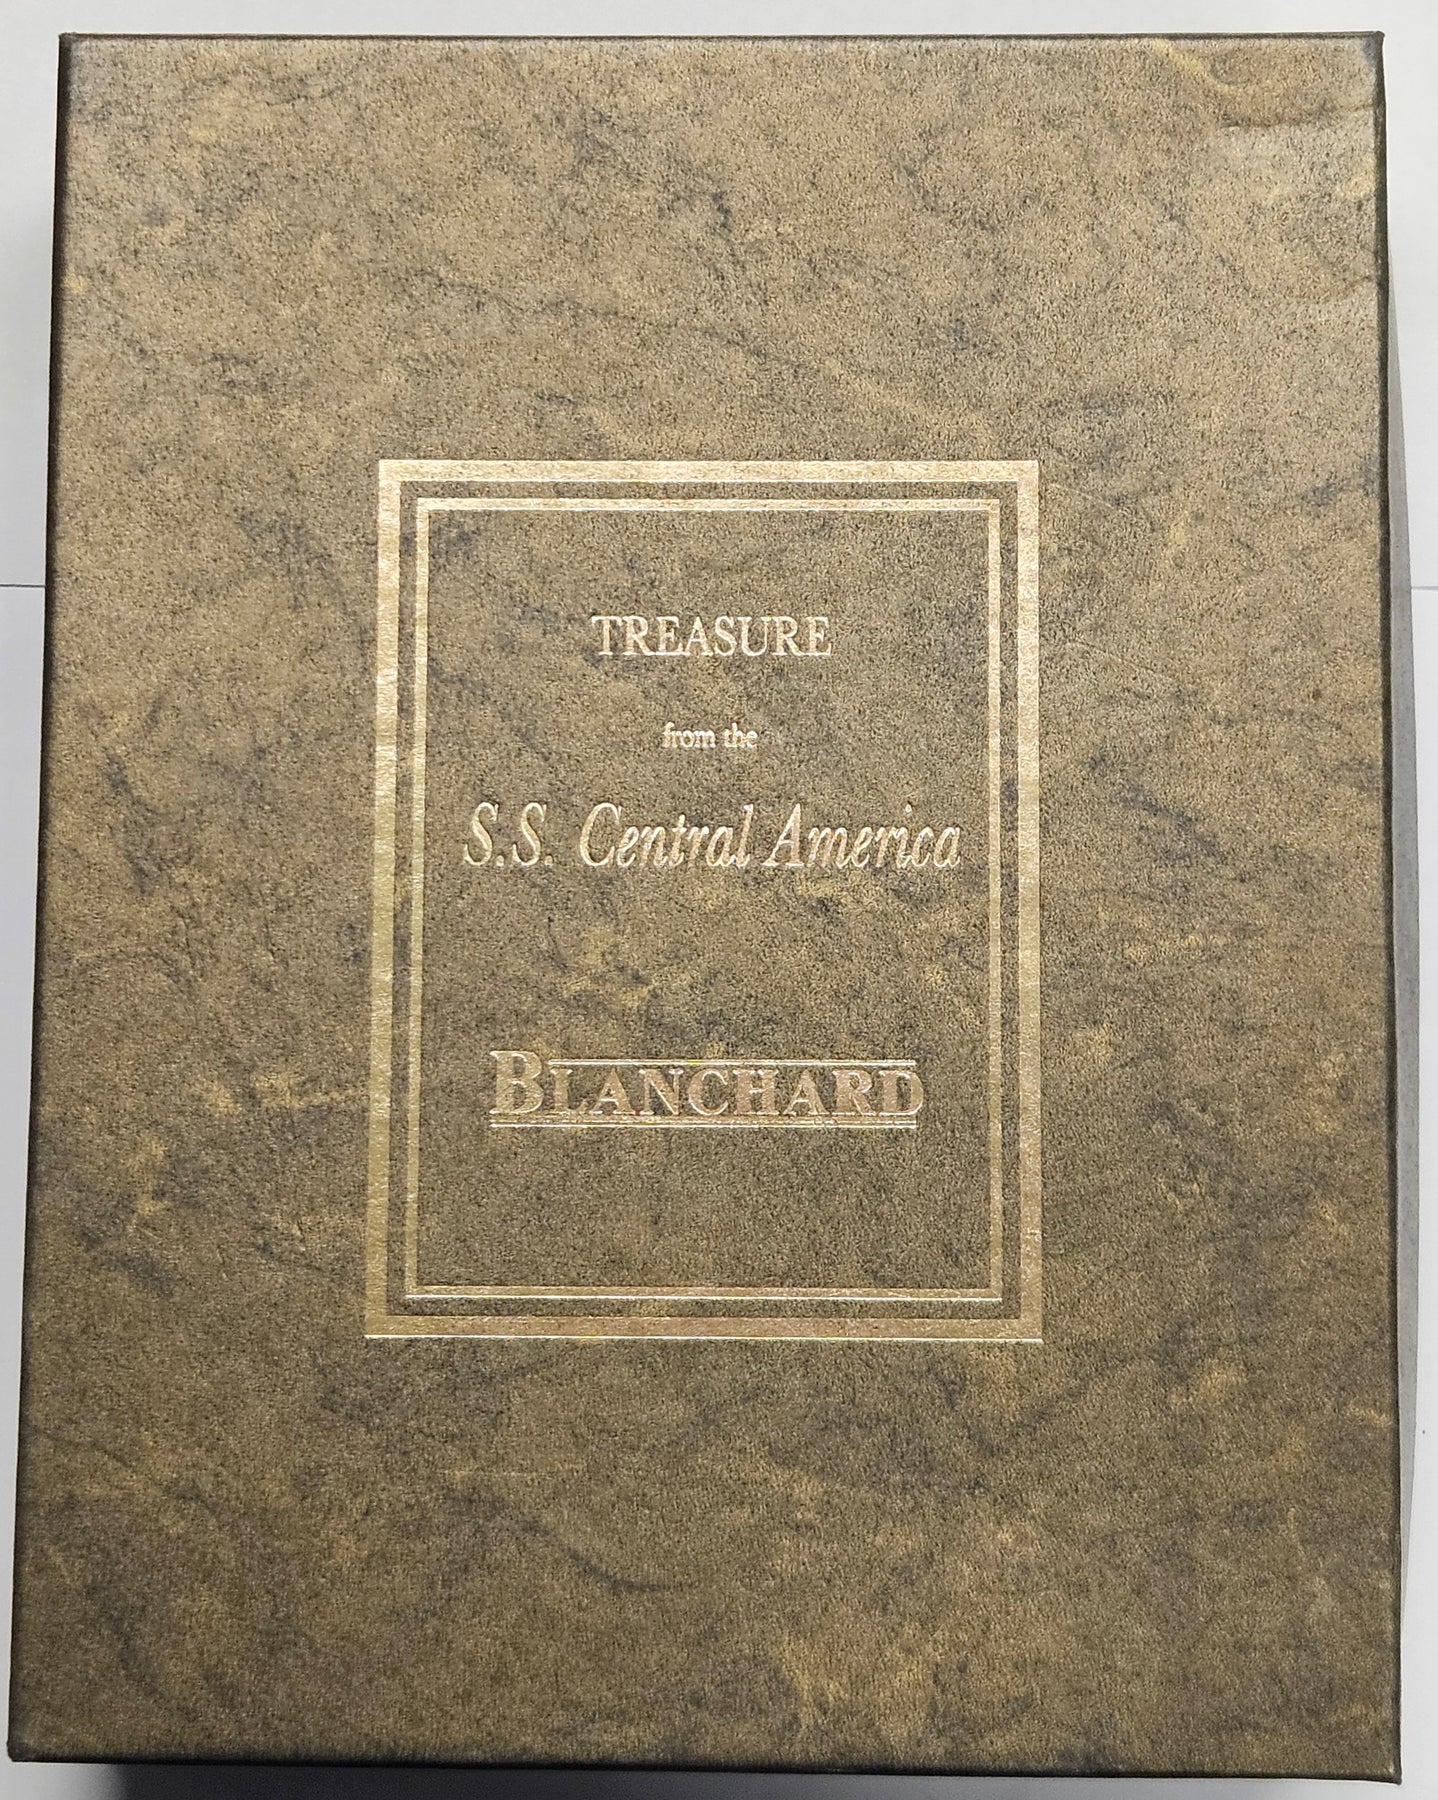 TREASURE
from the
S.S. Central America
BLANCHARD